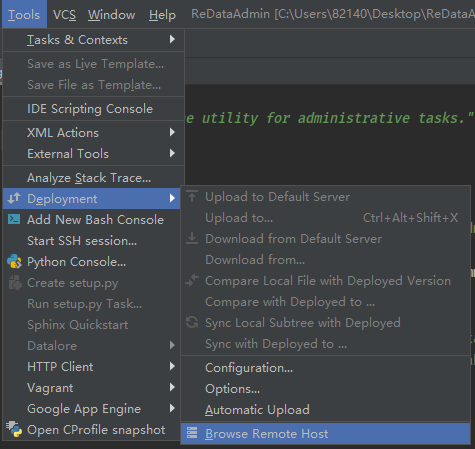 Tools VCS Window Help ReDataAdmin [C:\Users\82140\Desktop\ReDataA
Tasks & Contexts
Save as Live Template...
Save File as Template...
IDE Scripting Console
e utility for administrative tasks."
XML Actions
External Tools
Analyze Stack Trace...
Deployment
Add New Bash Console
Start SSH session...
Python Console...
Create setup.py
Run setup.py Task...
Sphinx Quickstart
Datalore
HTTP Client
Vagrant
Google App Engine
Open CProfile snapshot
Upload to Default Server
Upload to... Ctrl+Alt+Shift+X
Download from Default Server
Download from...
Compare Local File with Deployed Version
Compare with Deployed to ...
Sync Local Subtree with Deployed
Sync with Deployed to ...
Configuration...
Options...
Automatic Upload
Browse Remote Host